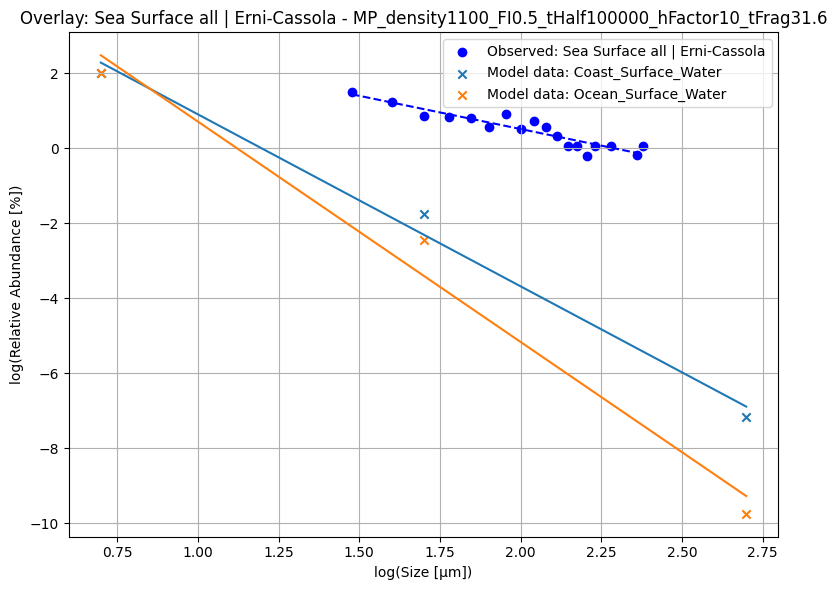 Overlay: Sea Surface all | Erni-Cassola - MP_density1100_FI0.5_tHalf100000_hFactor10_tFrag31.6
Observed: Sea Surface all | Erni-Cassola
Model data: Coast_Surface_Water
Model data: Ocean_Surface_Water
log(Relative Abundance [%])
2
0
−2
−4
−6
−8
−10
0.75 1.00 1.25 1.50 1.75 2.00 2.25 2.50 2.75
log(Size [μm])